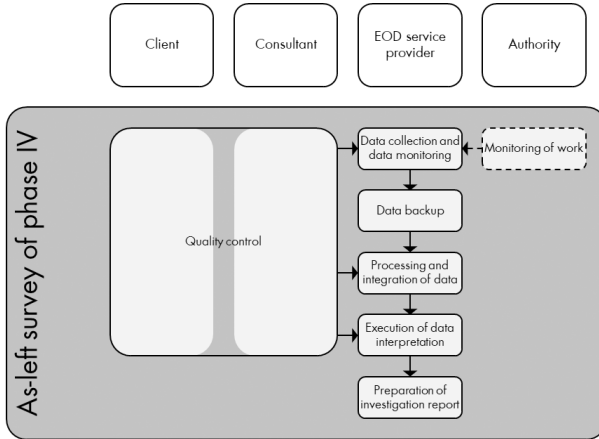 Client
Consultant
EOD service
provider
Authority
As-left survey of phase IV
Quality control
Data collection and
data monitoring
Monitoring of work
Data backup
Processing and
integration of data
Execution of data
interpretation
Preparation of
investigation report